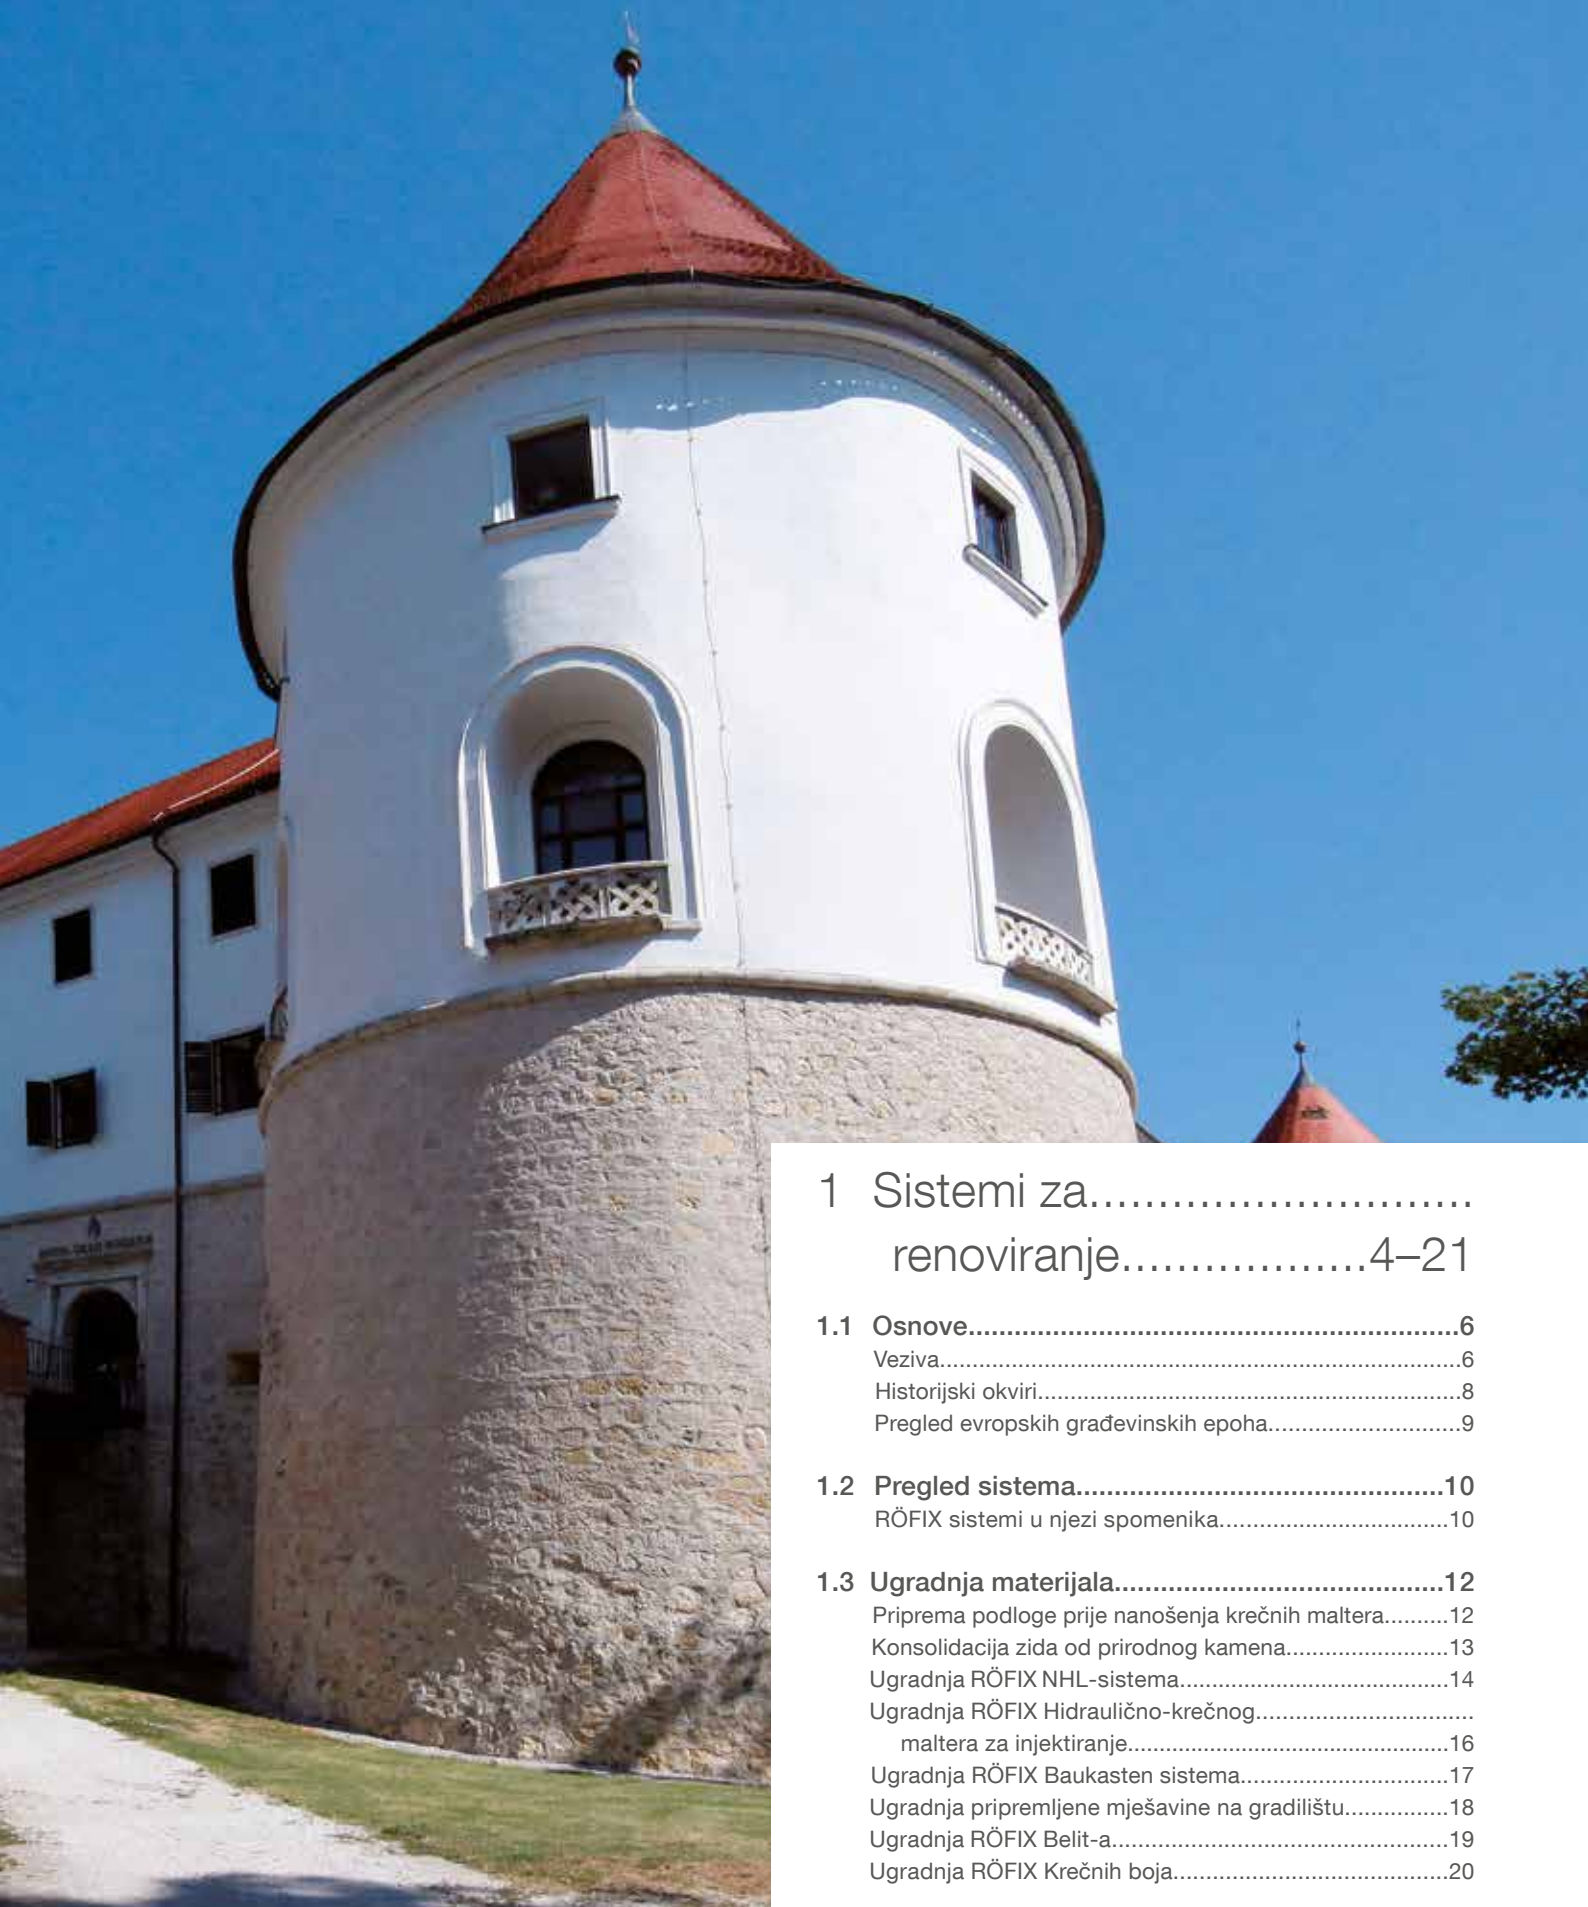 1 Sistemi za............................
renoviranje..................4–21
1.1 Osnove................................................................6
Veziva...............................................................................6
Historijski okviri................................................................8
Pregled evropskih građevinskih epoha.............................9
1.2 Pregled sistema................................................10
RÖFIX sistemi u njezi spomenika...................................10
1.3 Ugradnja materijala...........................................12
Priprema podloge prije nanošenja krečnih maltera..........12
Konsolidacija zida od prirodnog kamena.........................13
Ugradnja RÖFIX NHL-sistema.........................................14
Ugradnja RÖFIX Hidraulično-krečnog.................................
maltera za injektiranje.................................................16
Ugradnja RÖFIX Baukasten sistema................................17
Ugradnja pripremljene mješavine na gradilištu................18
Ugradnja RÖFIX Belit-a...................................................19
Ugradnja RÖFIX Krečnih boja..........................................20